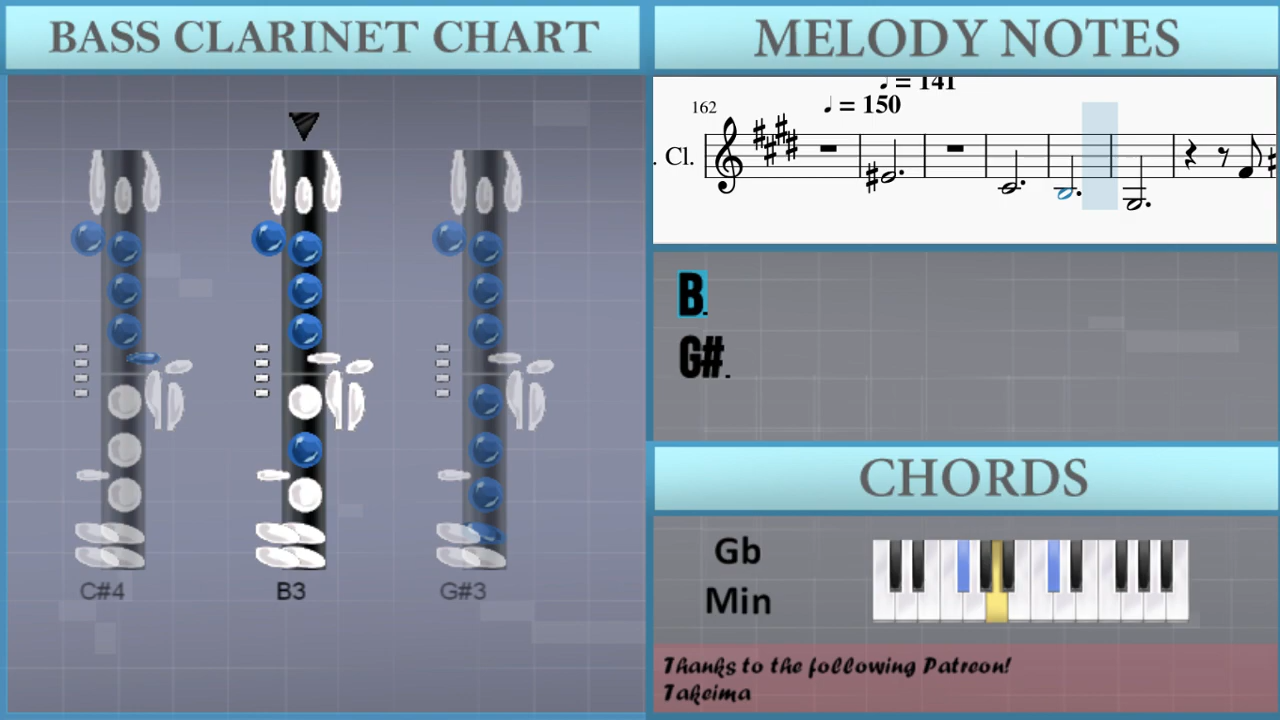 BASS CLARINET CHART
C#4
B3
G#3
MELODY NOTES
= 141
162
♩ = 150
. Cl.
B.
G#.
CHORDS
Gb
Min
Thanks to the following Patreon!
Takeima